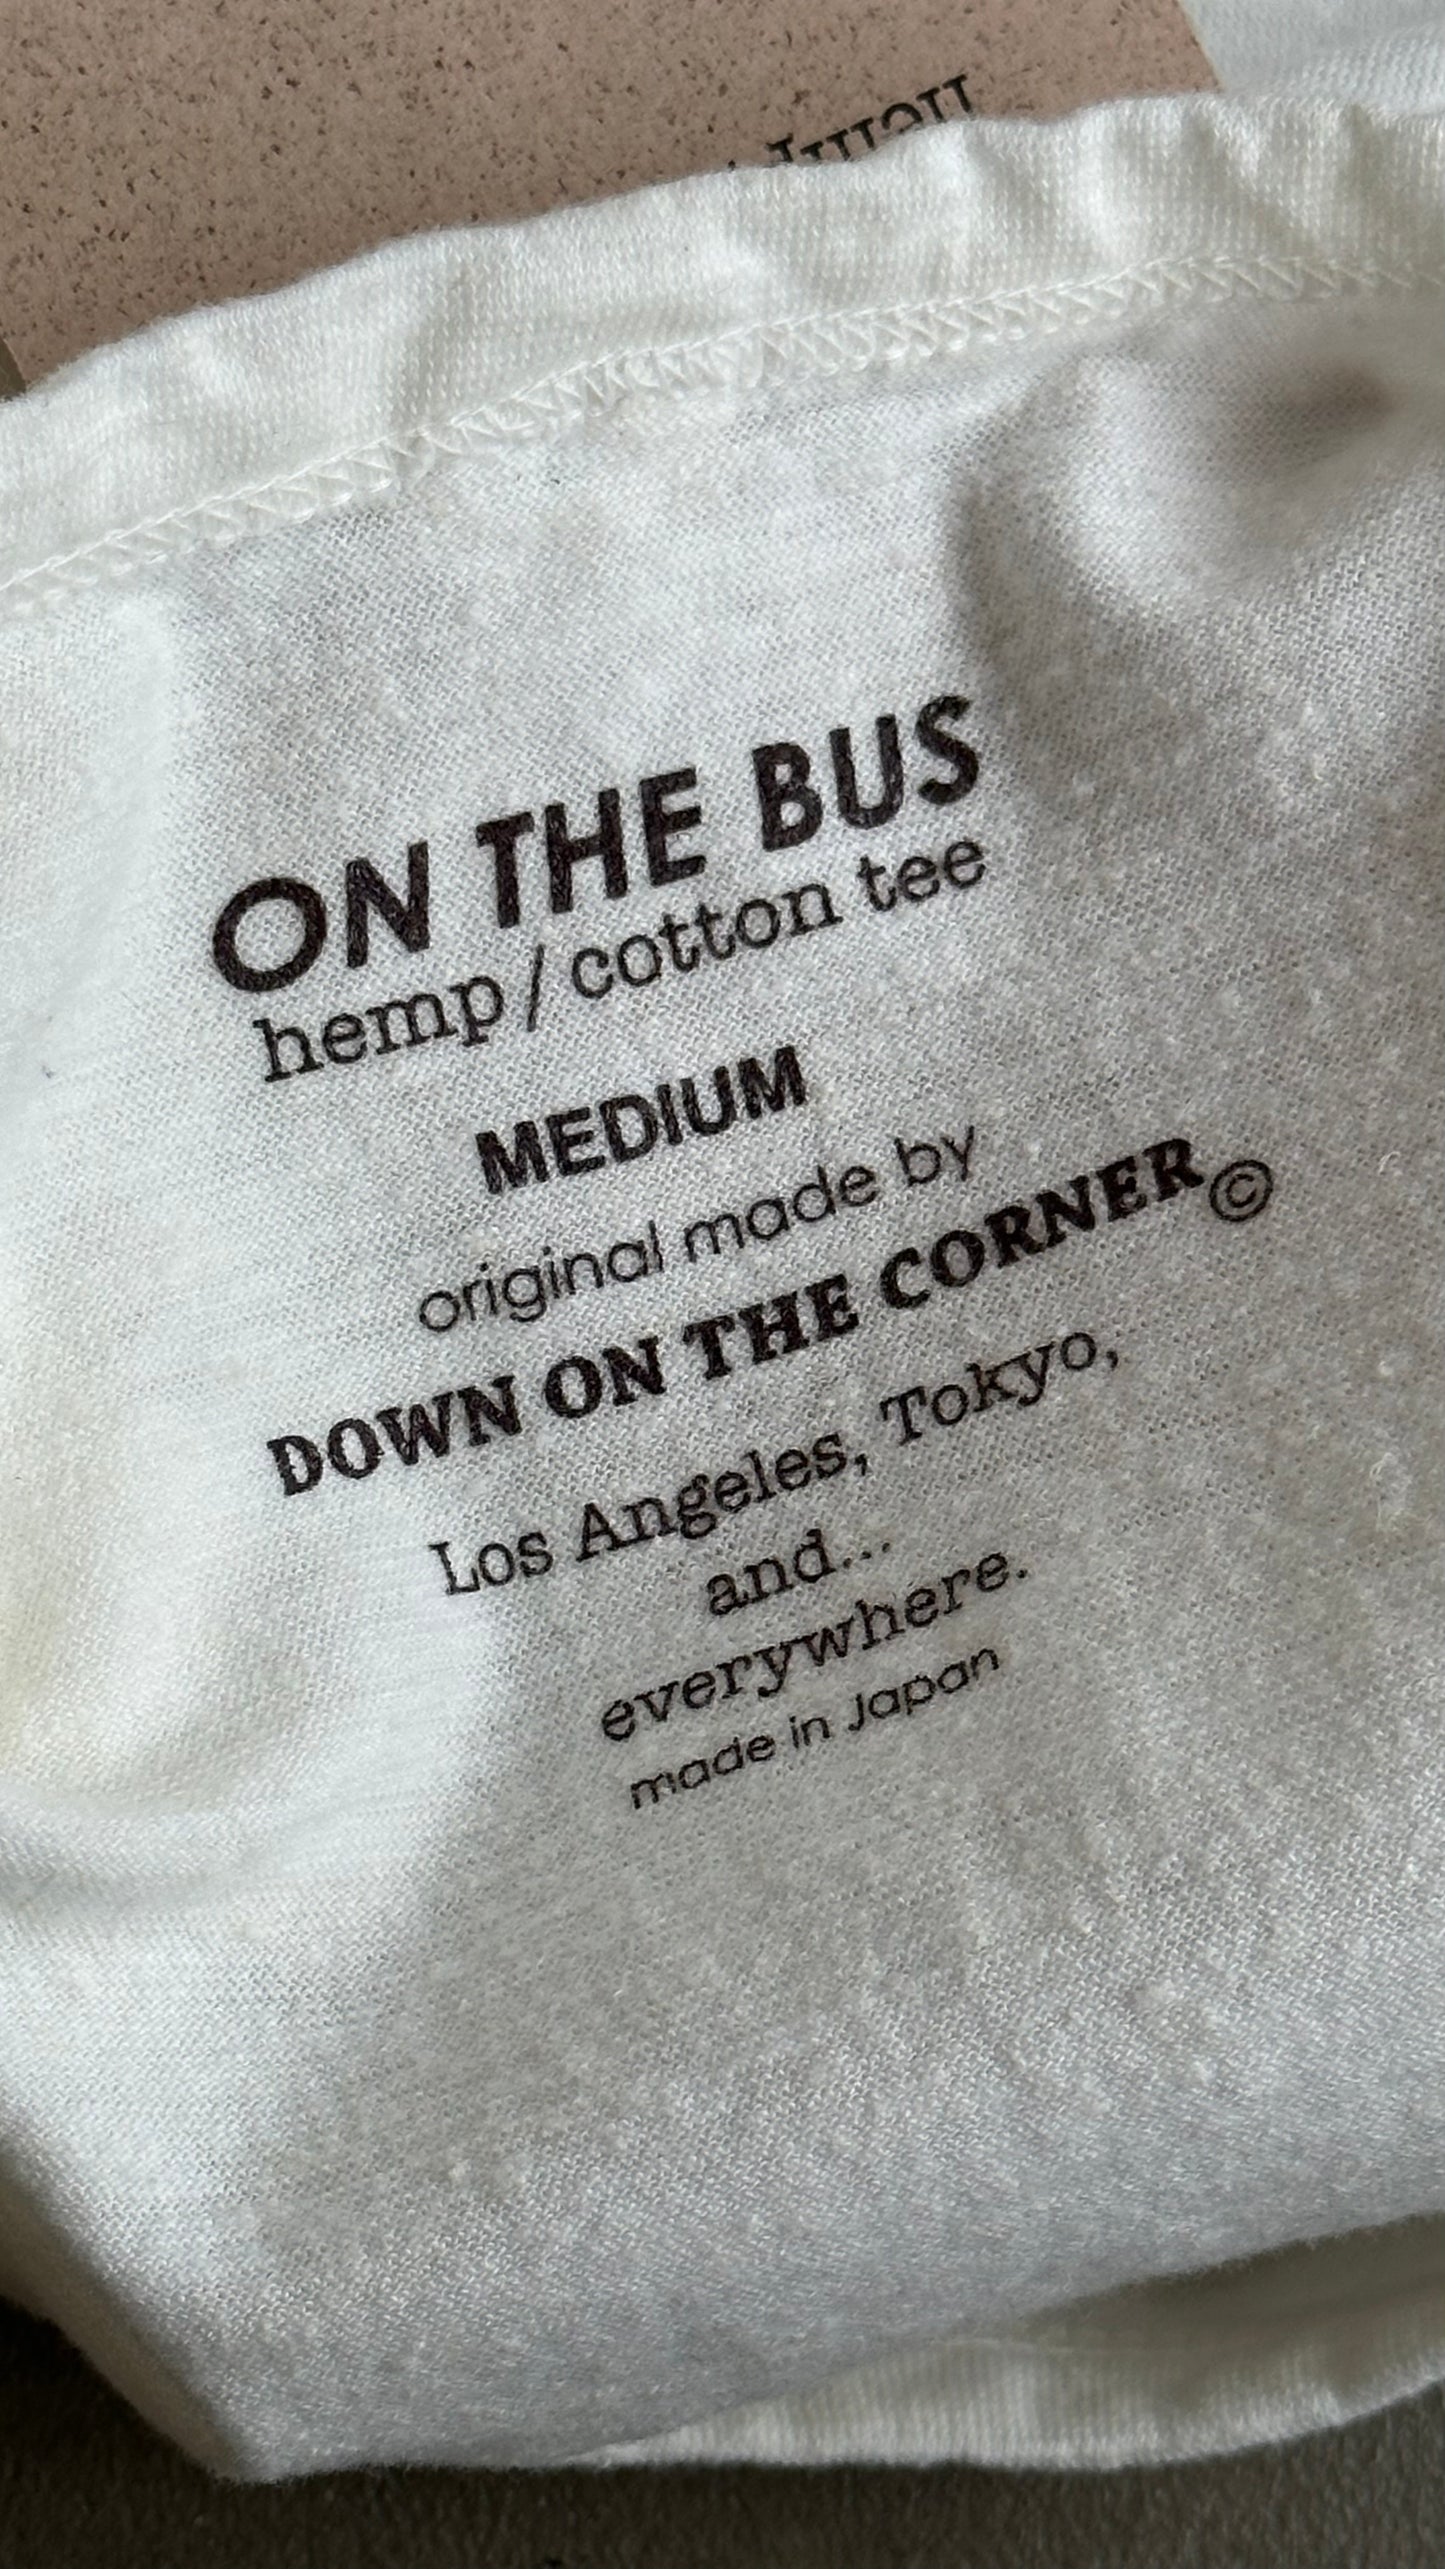 ON THE BUS
hemp/cotton tee
MEDIUM
original made by
DOWN ON THE CORNER©
Los Angeles, Tokyo,
and...
everywhere.
made in Japan